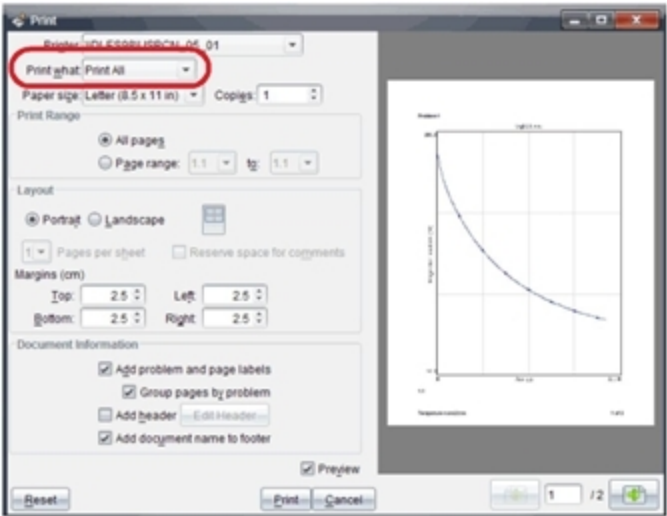 Print
Printer:
Print what: Print All
Paper size: Letter (8.5 x 11 in) Copies: 1
Print Range
All pages
Page range: 1.1 to: 1.1
Layout
Portrait Landscape
1 Pages per sheet Reserve space for comments
Margins (cm)
Top: 2.5 Left: 2.5
Bottom: 2.5 Right: 2.5
Document Information
Add problem and page labels
Group pages by problem
Add header Edit Header
Add document name to footer
Preview
Reset Print Cancel
1 / 2